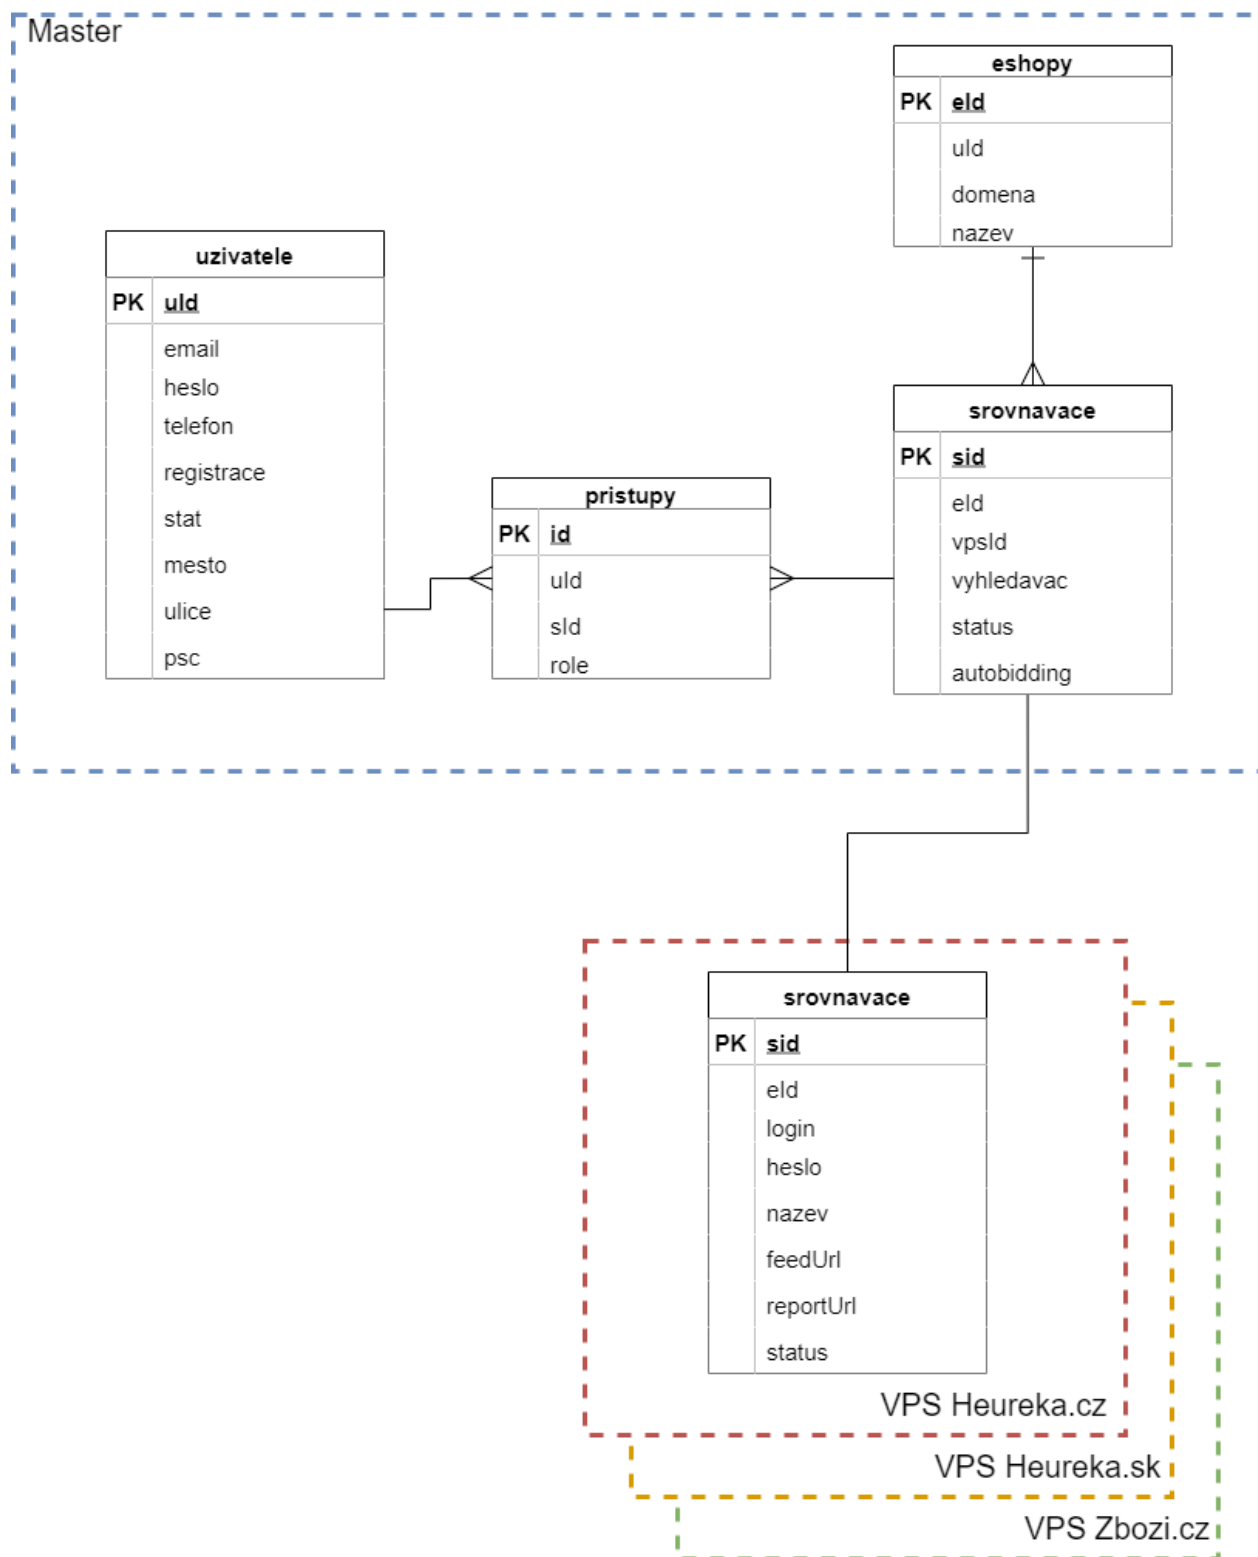 Master
eshopy
PK eId
uId
domena
nazev
uzivatele
PK uId
email
heslo
telefon
registrace
stat
mesto
ulice
psc
pristupy
PK id
uId
sId
role
srovnavace
PK sid
eId
vpsId
vyhledavac
status
autobidding
srovnavace
PK sid
eId
login
heslo
nazev
feedUrl
reportUrl
status
VPS Heureka.cz
VPS Heureka.sk
VPS Zbozi.cz